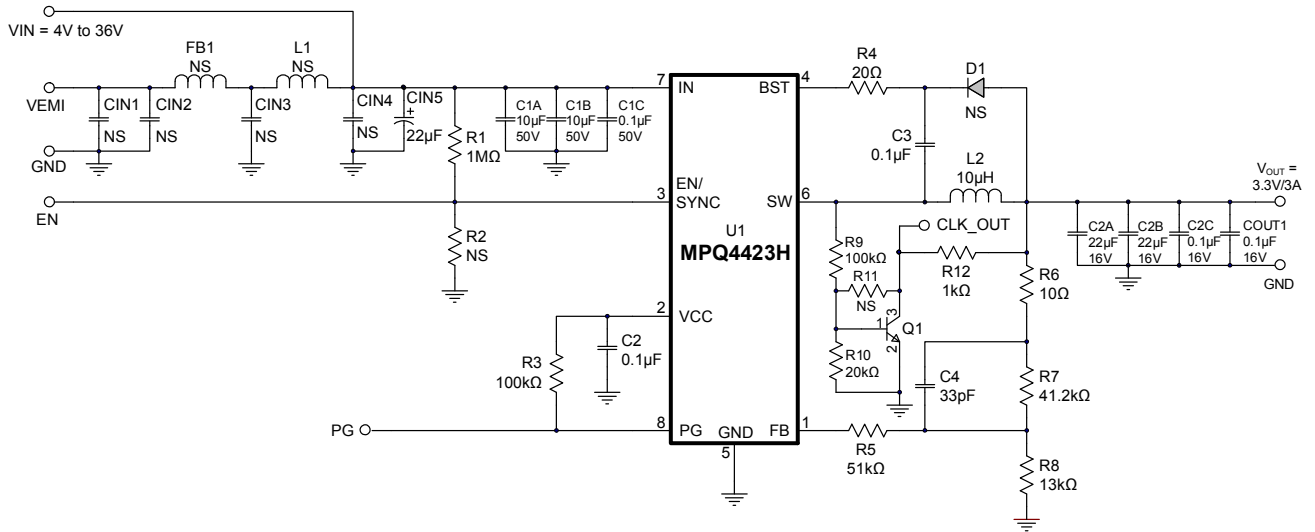 VIN = 4V to 36V
FB1
NS
L1
NS
VEMI
CIN1
NS
CIN2
NS
CIN3
NS
CIN4
NS
CIN5
+
22µF
GND
R1
1MΩ
C1A
10µF
50V
C1B
10µF
50V
C1C
0.1µF
50V
EN
R2
NS
R3
100kΩ
C2
0.1µF
PG
7
IN
3
EN/
SYNC
2
VCC
8
PG
U1
MPQ4423H
GND
5
BST
4
SW
6
FB
1
R4
20Ω
D1
NS
C3
0.1µF
L2
10µH
CLK_OUT
R9
100kΩ
R11
NS
R12
1kΩ
R10
20kΩ
1
3
2
Q1
R6
10Ω
C4
33pF
R7
41.2kΩ
R5
51kΩ
R8
13kΩ
VOUT =
3.3V/3A
C2A
22µF
16V
C2B
22µF
16V
C2C
0.1µF
16V
COUT1
0.1µF
16V
GND